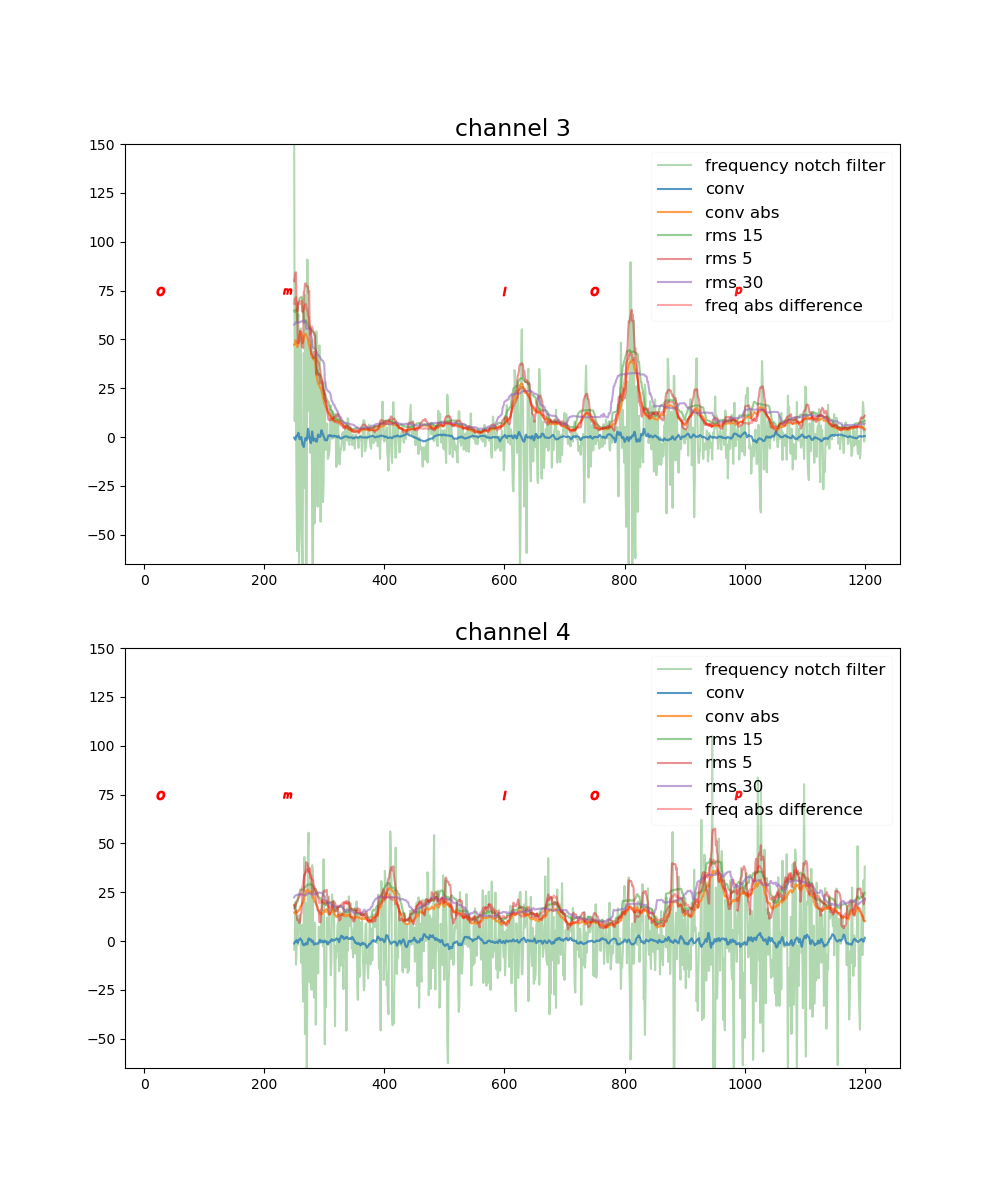 channel 3
150
125
100
75
50
25
0
−25
−50
frequency notch filter
conv
conv abs
rms 15
rms 5
rms 30
freq abs difference
o m l o p
0 200 400 600 800 1000 1200
channel 4
150
125
100
75
50
25
0
−25
−50
frequency notch filter
conv
conv abs
rms 15
rms 5
rms 30
freq abs difference
o m l o p
0 200 400 600 800 1000 1200